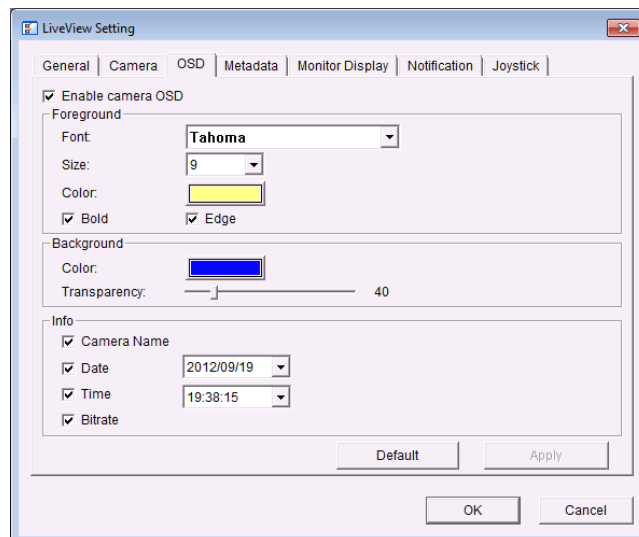 LiveView Setting
General Camera OSD Metadata Monitor Display Notification Joystick
Enable camera OSD
Foreground
Font: Tahoma
Size: 9
Color:
Bold Edge
Background
Color:
Transparency: 40
Info
Camera Name
Date 2012/09/19
Time 19:38:15
Bitrate
Default Apply
OK Cancel